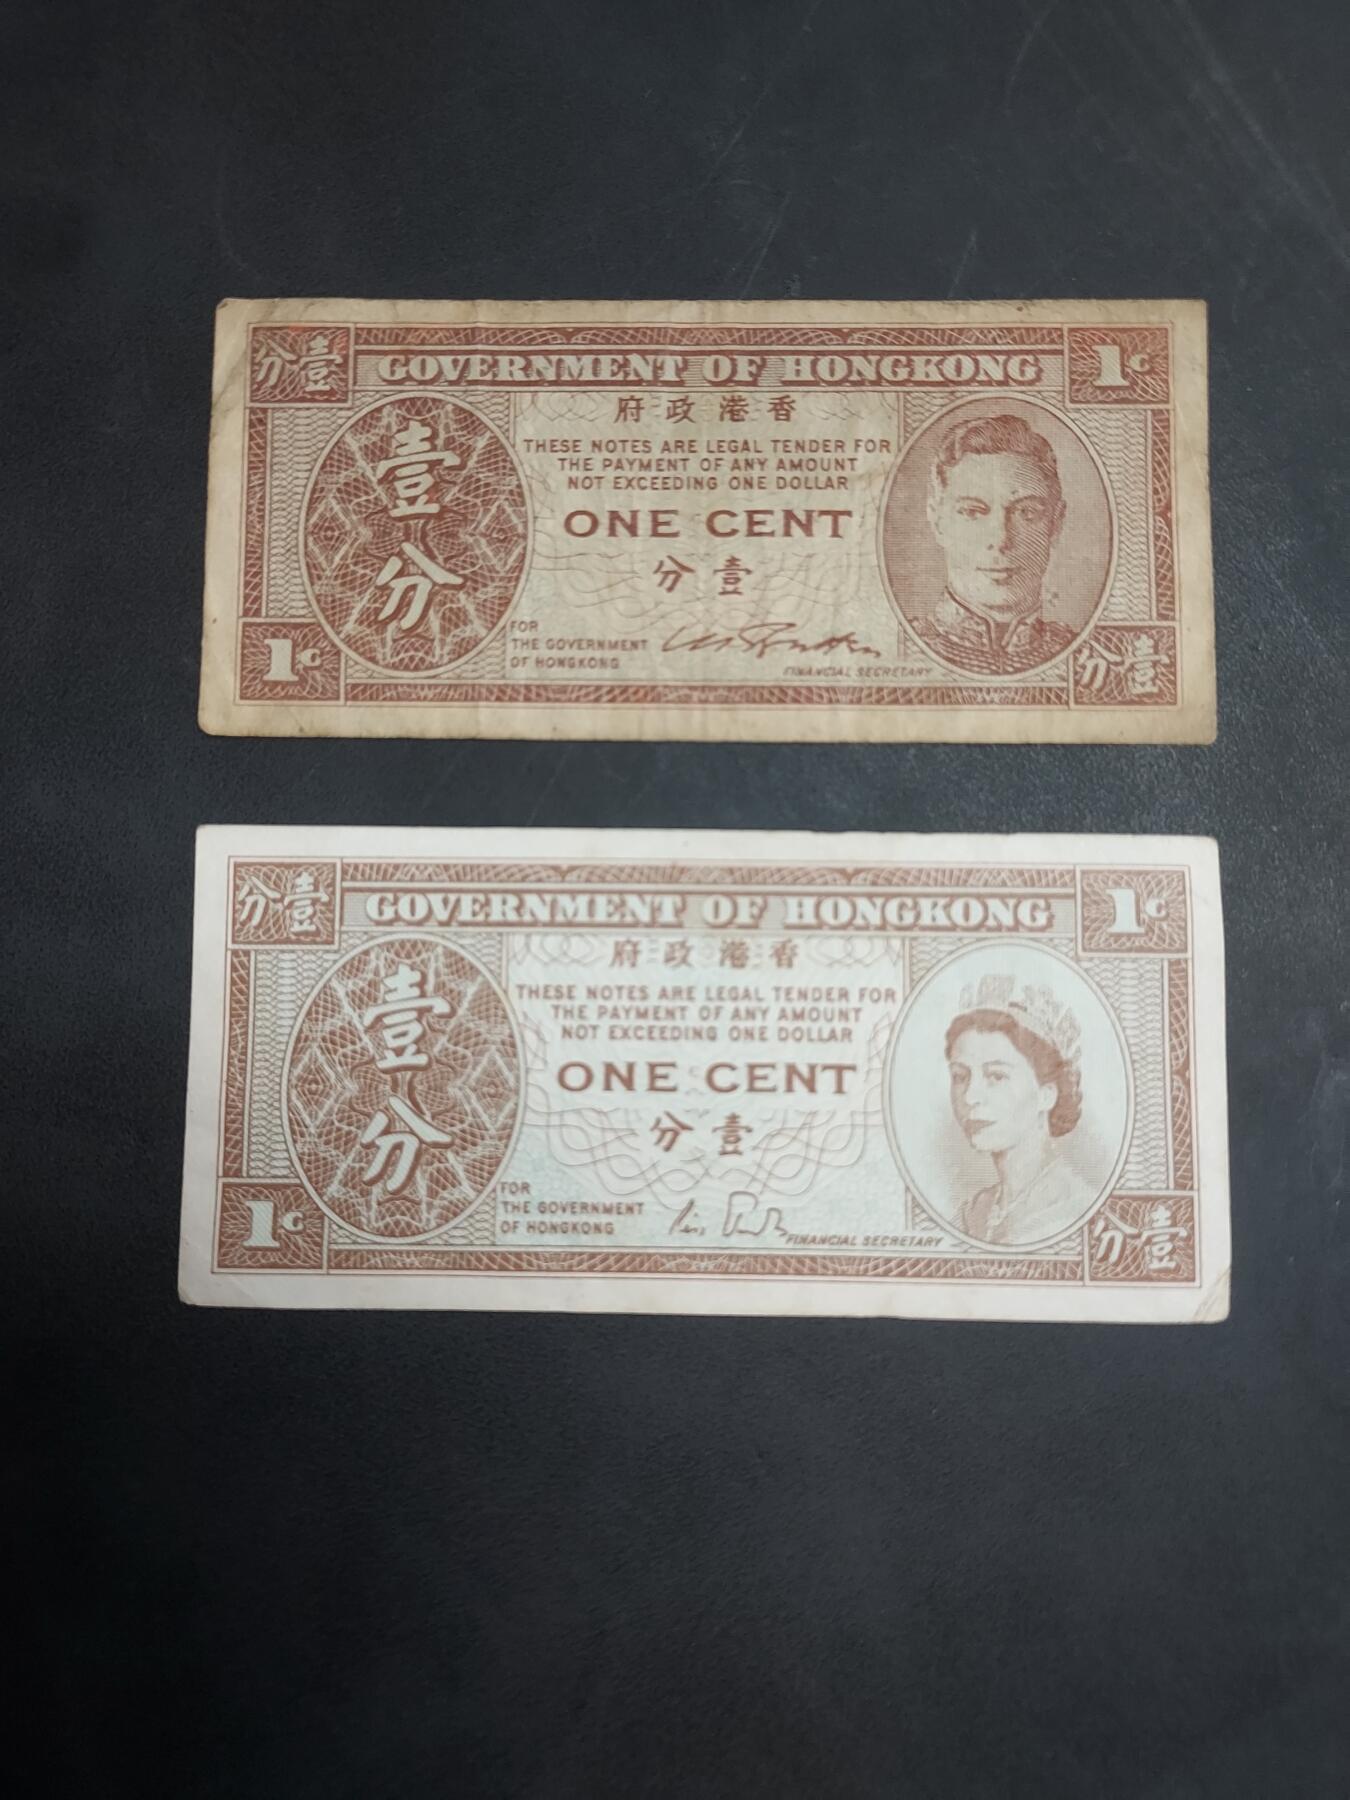 分壹 GOVERNMENT OF HONGKONG 1C
府政港香
壹分
THESE NOTES ARE LEGAL TENDER FOR
THE PAYMENT OF ANY AMOUNT
NOT EXCEEDING ONE DOLLAR
ONE CENT
分壹
FOR
THE GOVERNMENT
OF HONGKONG
FINANCIAL SECRETARY
1C
分壹
分壹 GOVERNMENT OF HONGKONG 1C
府政港香
壹分
THESE NOTES ARE LEGAL TENDER FOR
THE PAYMENT OF ANY AMOUNT
NOT EXCEEDING ONE DOLLAR
ONE CENT
分壹
FOR
THE GOVERNMENT
OF HONGKONG
FINANCIAL SECRETARY
1C
分壹